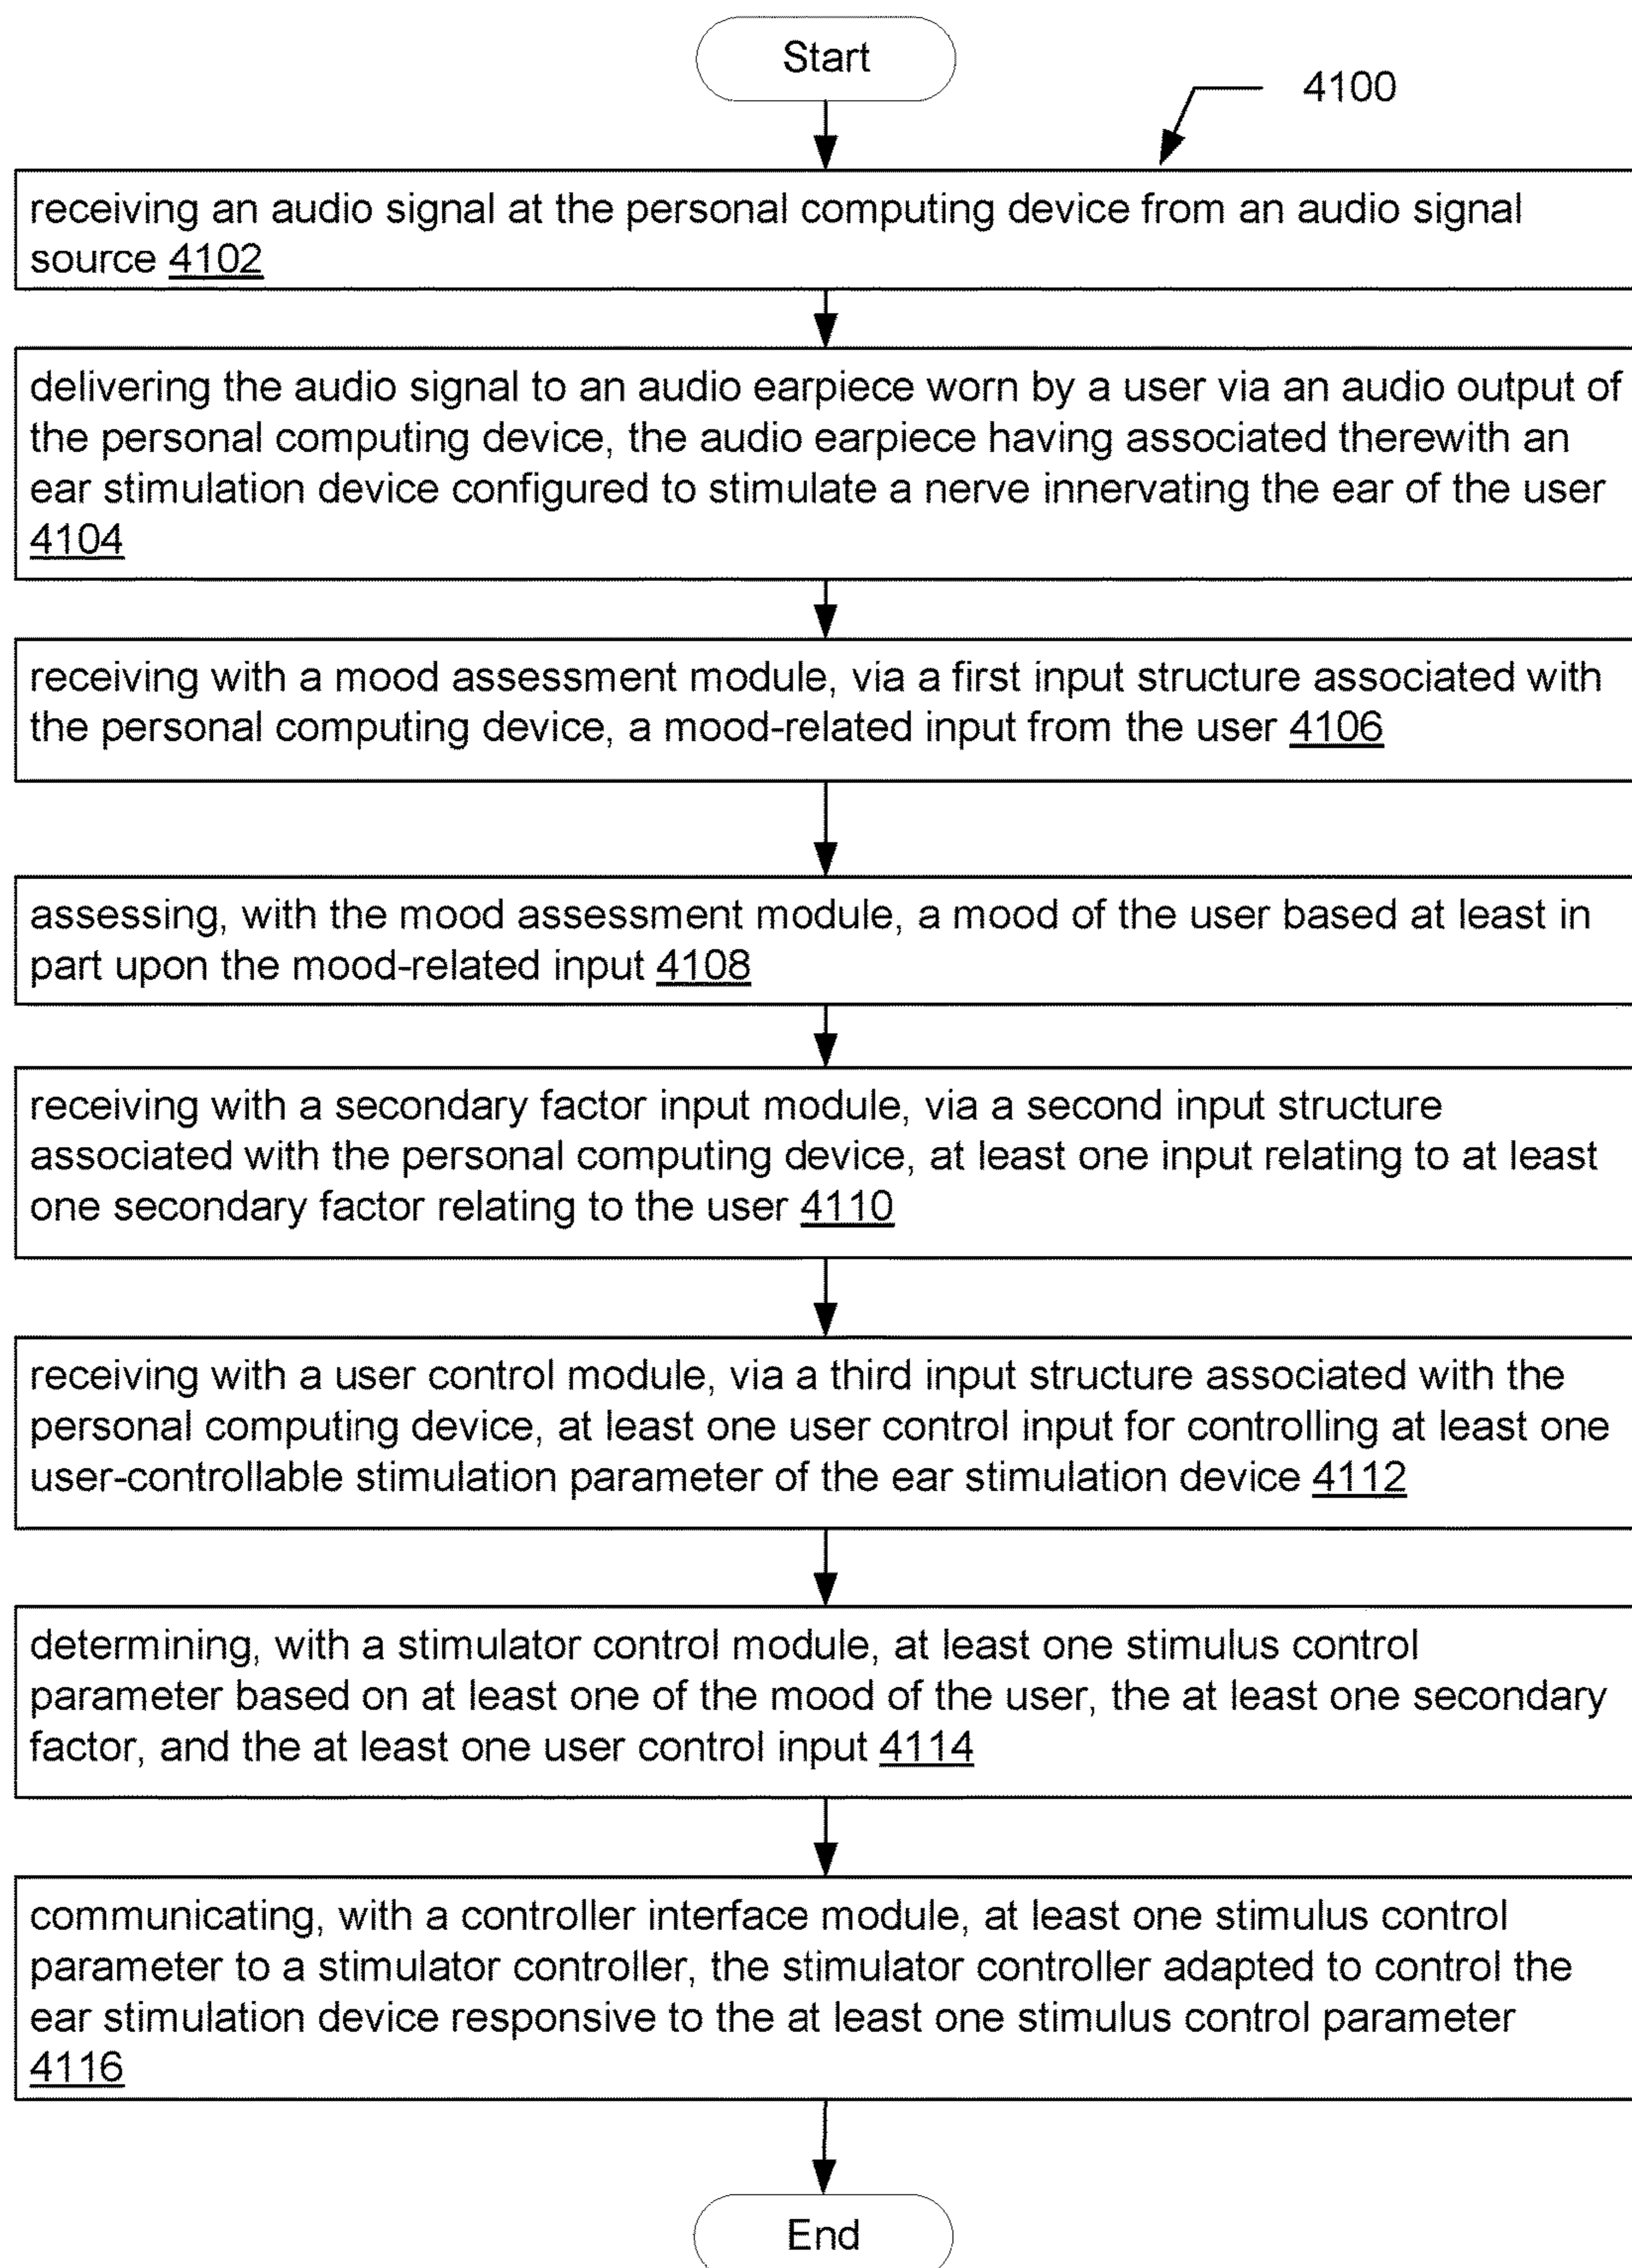 Start
4100
receiving an audio signal at the personal computing device from an audio signal
source 4102
delivering the audio signal to an audio earpiece worn by a user via an audio output of
the personal computing device, the audio earpiece having associated therewith an
ear stimulation device configured to stimulate a nerve innervating the ear of the user
4104
receiving with a mood assessment module, via a first input structure associated with
the personal computing device, a mood-related input from the user 4106
assessing, with the mood assessment module, a mood of the user based at least in
part upon the mood-related input 4108
receiving with a secondary factor input module, via a second input structure
associated with the personal computing device, at least one input relating to at least
one secondary factor relating to the user 4110
receiving with a user control module, via a third input structure associated with the
personal computing device, at least one user control input for controlling at least one
user-controllable stimulation parameter of the ear stimulation device 4112
determining, with a stimulator control module, at least one stimulus control
parameter based on at least one of the mood of the user, the at least one secondary
factor, and the at least one user control input 4114
communicating, with a controller interface module, at least one stimulus control
parameter to a stimulator controller, the stimulator controller adapted to control the
ear stimulation device responsive to the at least one stimulus control parameter
4116
End